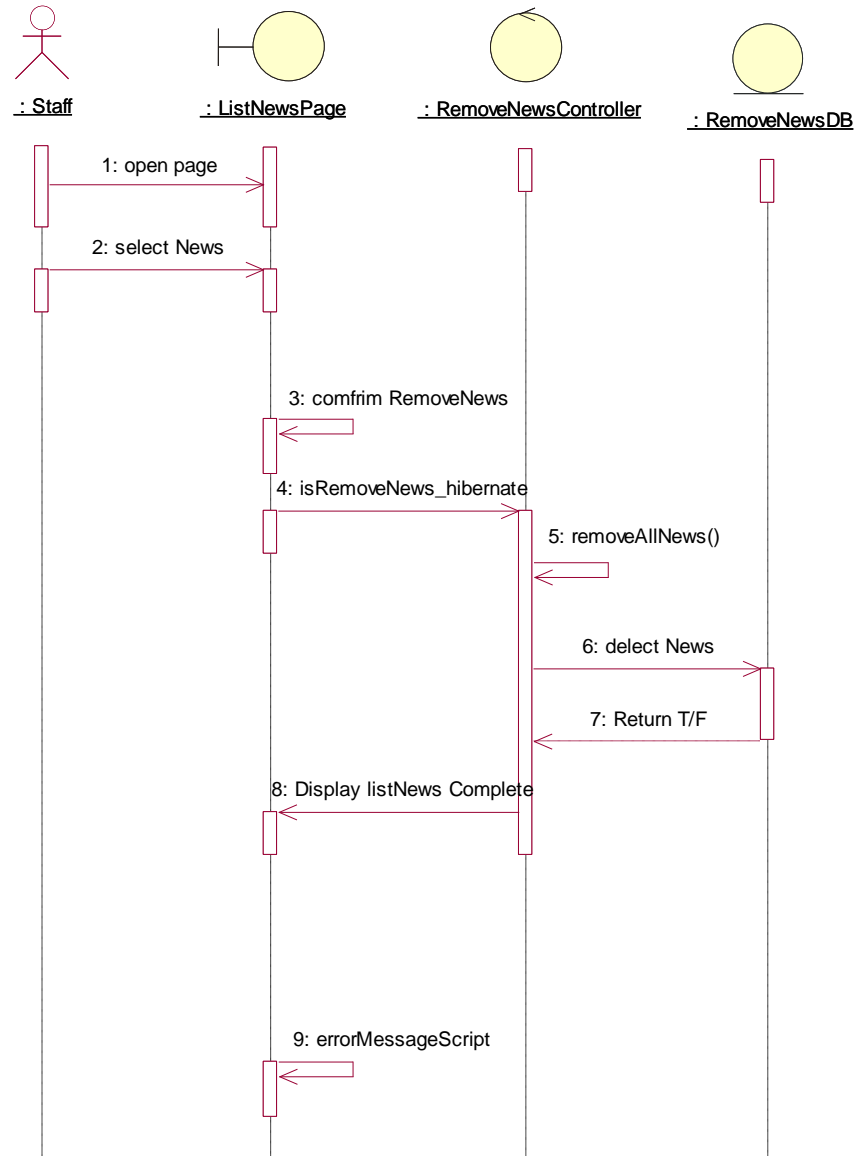 : Staff
: ListNewsPage
: RemoveNewsController
: RemoveNewsDB
1: open page
2: select News
3: comfrim RemoveNews
4: isRemoveNews_hibernate
5: removeAllNews()
6: delect News
7: Return T/F
8: Display listNews Complete
9: errorMessageScript